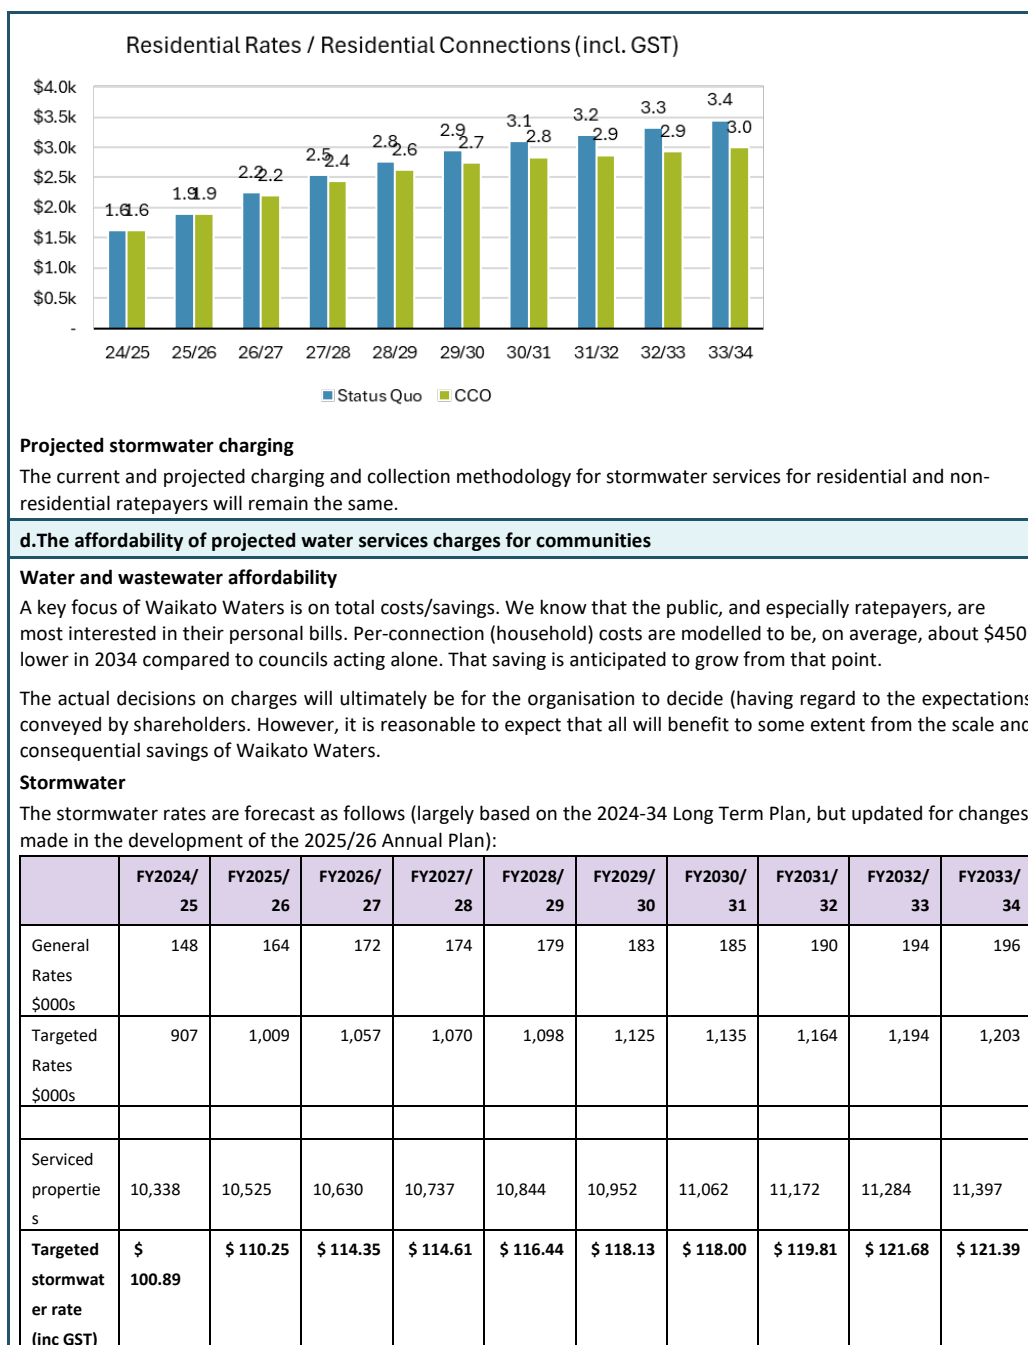 Residential Rates / Residential Connections (incl. GST)
$4.0k
$3.5k
$3.0k
$2.5k
$2.0k
$1.5k
$1.0k
$0.5k
-
1.6 1.6 1.9 1.9 2.2 2.2 2.5 2.4 2.8 2.6 2.9 2.7 3.1 2.8 3.2 2.9 3.3 2.9 3.4 3.0
24/25 25/26 26/27 27/28 28/29 29/30 30/31 31/32 32/33 33/34
Status Quo CCO
Projected stormwater charging
The current and projected charging and collection methodology for stormwater services for residential and non-
residential ratepayers will remain the same.
d.The affordability of projected water services charges for communities
Water and wastewater affordability
A key focus of Waikato Waters is on total costs/savings. We know that the public, and especially ratepayers, are
most interested in their personal bills. Per-connection (household) costs are modelled to be, on average, about $450
lower in 2034 compared to councils acting alone. That saving is anticipated to grow from that point.
The actual decisions on charges will ultimately be for the organisation to decide (having regard to the expectations
conveyed by shareholders. However, it is reasonable to expect that all will benefit to some extent from the scale and
consequential savings of Waikato Waters.
Stormwater
The stormwater rates are forecast as follows (largely based on the 2024-34 Long Term Plan, but updated for changes
made in the development of the 2025/26 Annual Plan):
FY2024/ FY2025/ FY2026/ FY2027/ FY2028/ FY2029/ FY2030/ FY2031/ FY2032/ FY2033/
25 26 27 28 29 30 31 32 33 34
General 148 164 172 174 179 183 185 190 194 196
Rates
$000s
Targeted 907 1,009 1,057 1,070 1,098 1,125 1,135 1,164 1,194 1,203
Rates
$000s
Serviced
propertie 10,338 10,525 10,630 10,737 10,844 10,952 11,062 11,172 11,284 11,397
s
Targeted $ $ 110.25 $ 114.35 $ 114.61 $ 116.44 $ 118.13 $ 118.00 $ 119.81 $ 121.68 $ 121.39
stormwat 100.89
er rate
(inc GST)